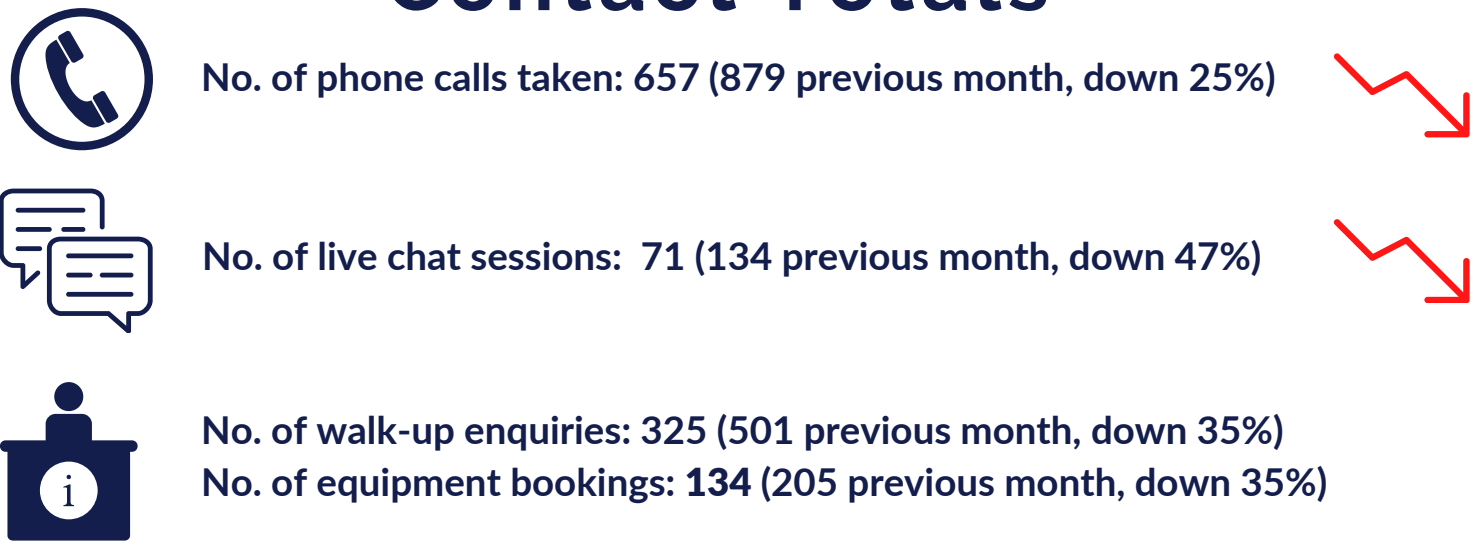 Contact Totals
No. of phone calls taken: 657 (879 previous month, down 25%)
No. of live chat sessions:  71 (134 previous month, down 47%)
No. of walk-up enquiries: 325 (501 previous month, down 35%)
No. of equipment bookings: 134 (205 previous month, down 35%)
i